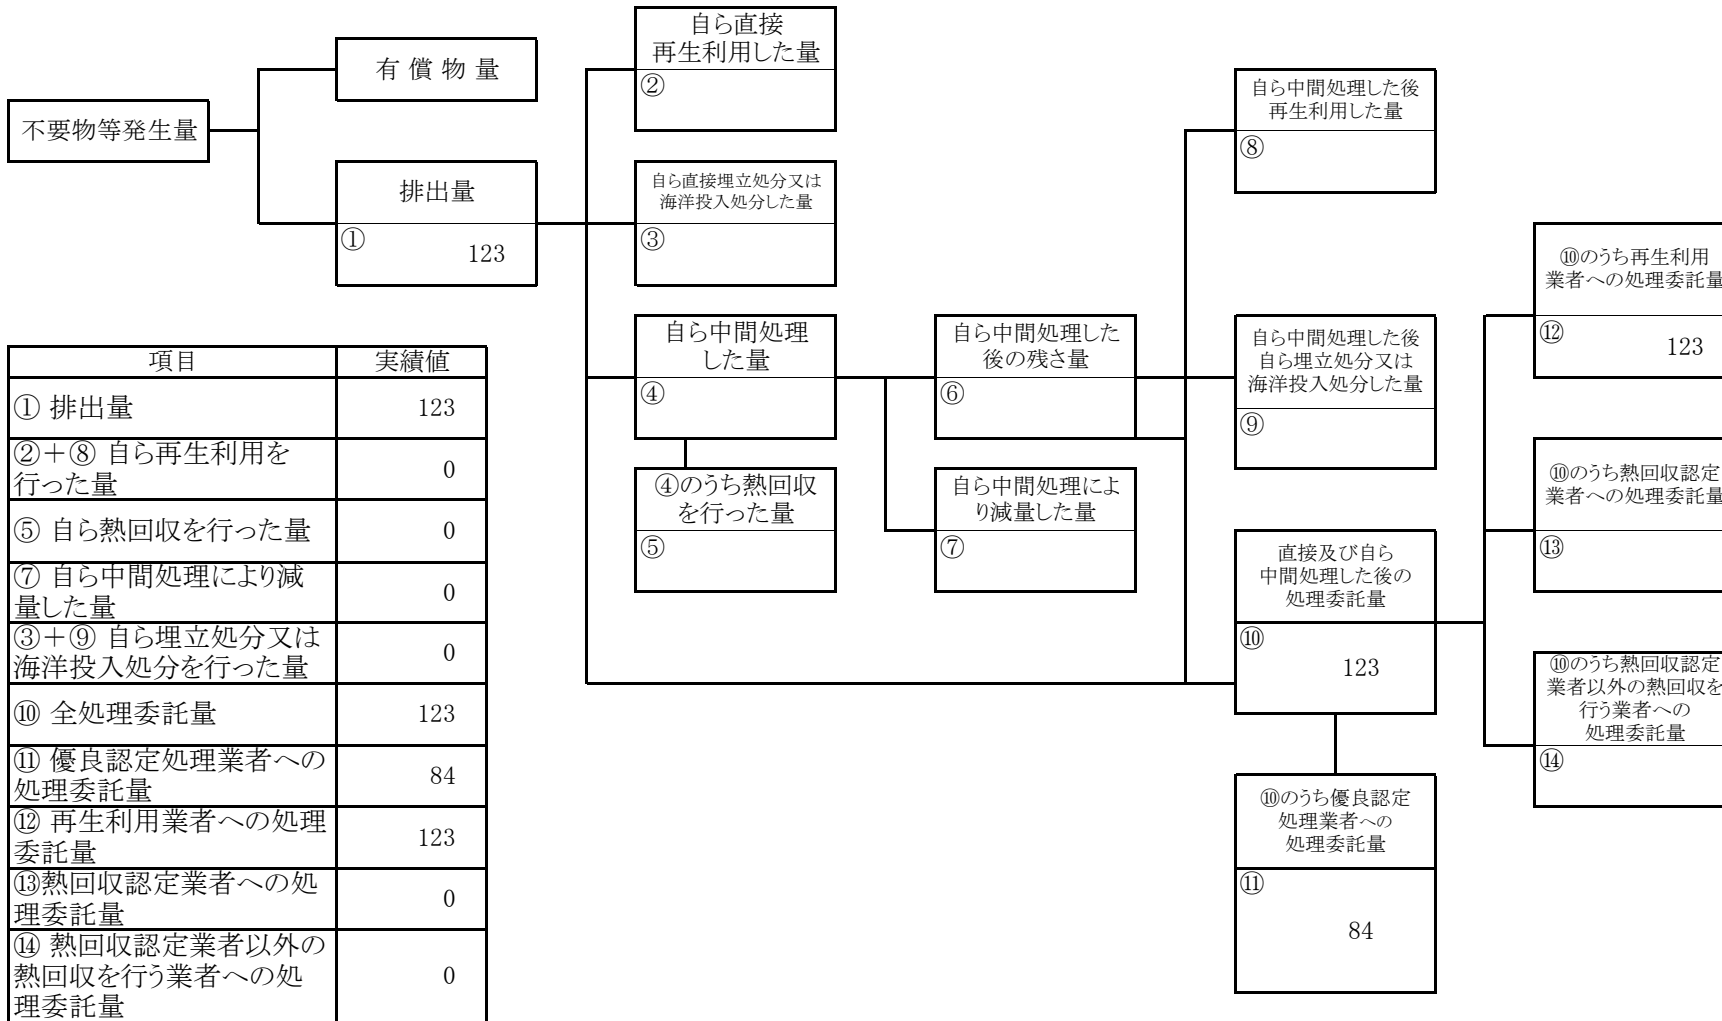 不要物等発生量
有 償 物 量
排出量
①
123
自ら直接
再生利用した量
②
自ら直接埋立処分又は
海洋投入処分した量
③
自ら中間処理
した量
④
④のうち熱回収
を行った量
⑤
自ら中間処理した
後の残さ量
⑥
自ら中間処理によ
り減量した量
⑦
自ら中間処理した後
再生利用した量
⑧
自ら中間処理した後
自ら埋立処分又は
海洋投入処分した量
⑨
直接及び自ら
中間処理した後の
処理委託量
⑩
123
⑩のうち優良認定
処理業者への
処理委託量
⑪
84
⑩のうち再生利用
業者への処理委託量
⑫
123
⑩のうち熱回収認定
業者への処理委託量
⑬
⑩のうち熱回収認定
業者以外の熱回収を
行う業者への
処理委託量
⑭
項目 実績値
① 排出量 123
②+⑧ 自ら再生利用を
行った量 0
⑤ 自ら熱回収を行った量 0
⑦ 自ら中間処理により減
量した量 0
③+⑨ 自ら埋立処分又は
海洋投入処分を行った量 0
⑩ 全処理委託量 123
⑪ 優良認定処理業者への
処理委託量 84
⑫ 再生利用業者への処理
委託量 123
⑬熱回収認定業者への処
理委託量 0
⑭ 熱回収認定業者以外の
熱回収を行う業者への処
理委託量 0